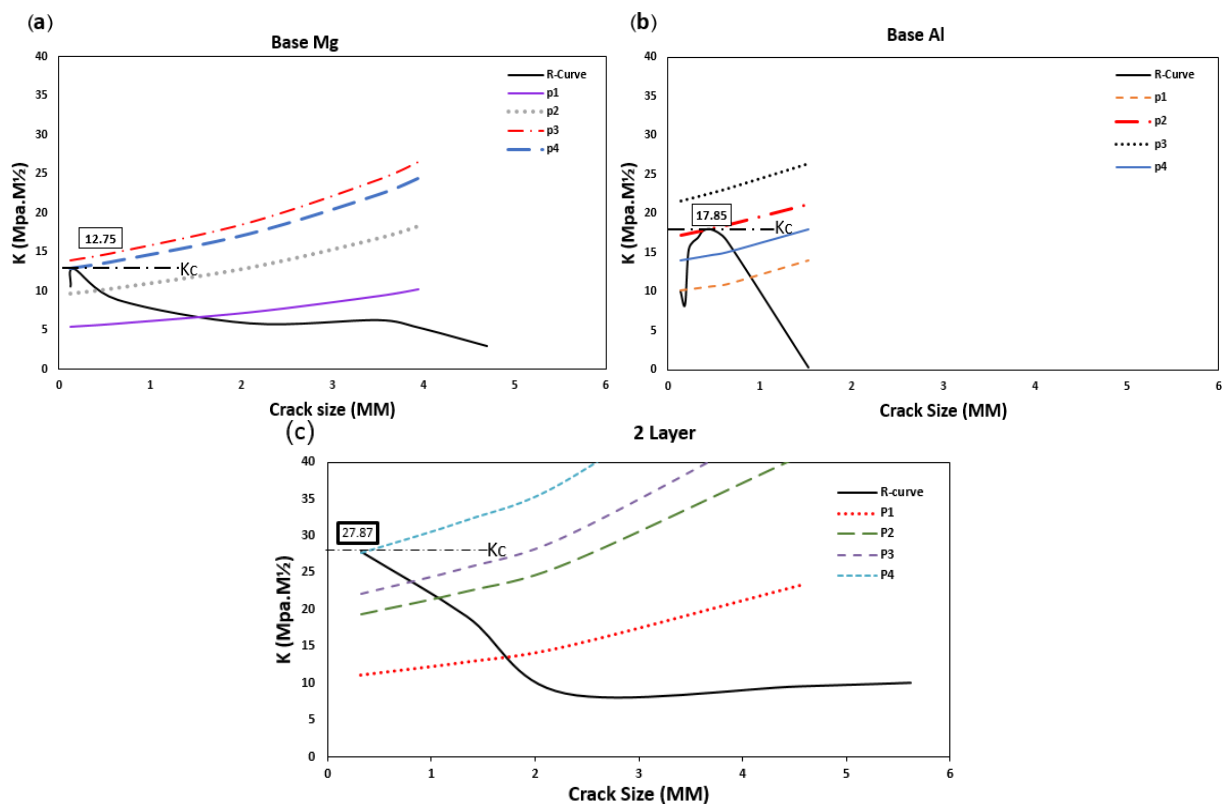 (a)
Base Mg
40
35
30
25
20
15
10
5
0
K (Mpa.M½)
R-Curve
p1
p2
p3
p4
12.75
Kc
0 1 2 3 4 5 6
Crack size (MM)
(b)
Base Al
40
35
30
25
20
15
10
5
0
K (Mpa.M½)
R-Curve
p1
p2
p3
p4
17.85
Kc
0 1 2 3 4 5 6
Crack Size (MM)
(c)
2 Layer
40
35
30
25
20
15
10
5
0
K (Mpa.M½)
R-curve
P1
P2
P3
P4
27.87
Kc
0 1 2 3 4 5 6
Crack Size (MM)